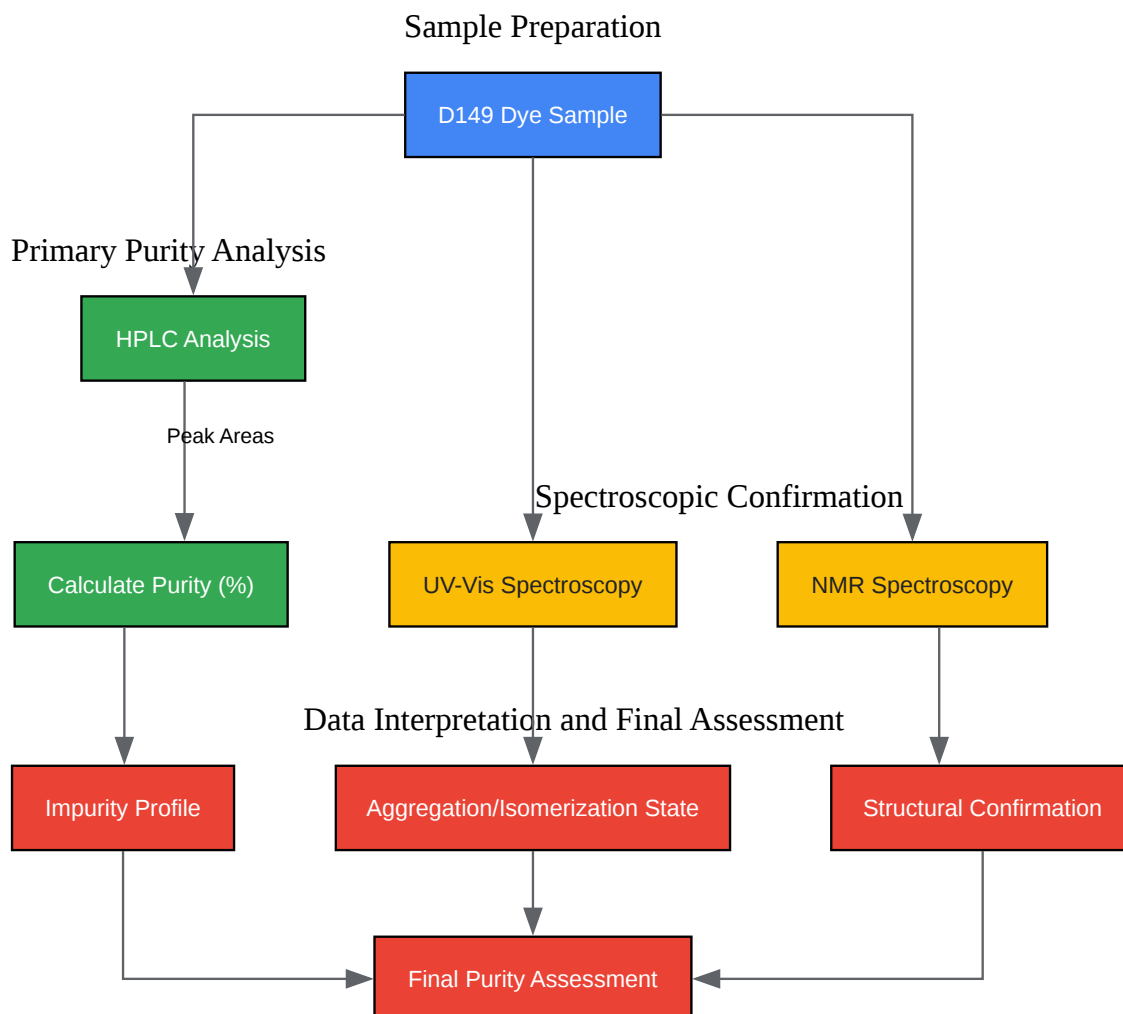 Sample Preparation
D149 Dye Sample
Primary Purity Analysis
HPLC Analysis
Peak Areas
Spectroscopic Confirmation
Calculate Purity (%)
UV-Vis Spectroscopy
NMR Spectroscopy
Data Interpretation and Final Assessment
Impurity Profile
Aggregation/Isomerization State
Structural Confirmation
Final Purity Assessment